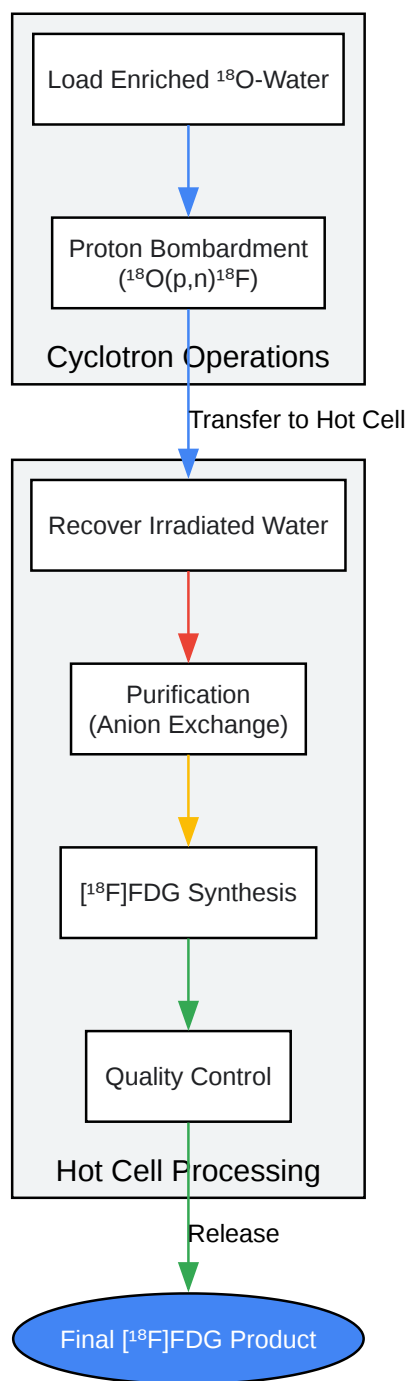 Load Enriched ¹⁸O-Water
Proton Bombardment
(¹⁸O(p,n)¹⁸F)
Cyclotron Operations
Transfer to Hot Cell
Recover Irradiated Water
Purification
(Anion Exchange)
[¹⁸F]FDG Synthesis
Quality Control
Hot Cell Processing
Release
Final [¹⁸F]FDG Product